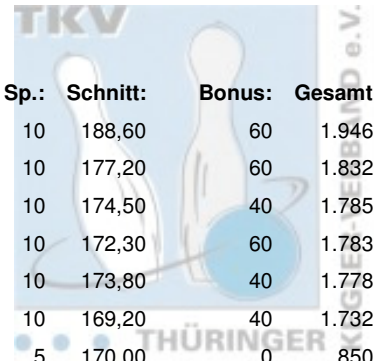 TKV
Sp.: Schnitt: Bonus: Gesamt
10 188,60 60 1.946
10 177,20 60 1.832
10 174,50 40 1.785
10 172,30 60 1.783
10 173,80 40 1.778
10 169,20 40 1.732
5 170,00 0 850
THÜRINGER
KEGLER-VERBAND e.V.